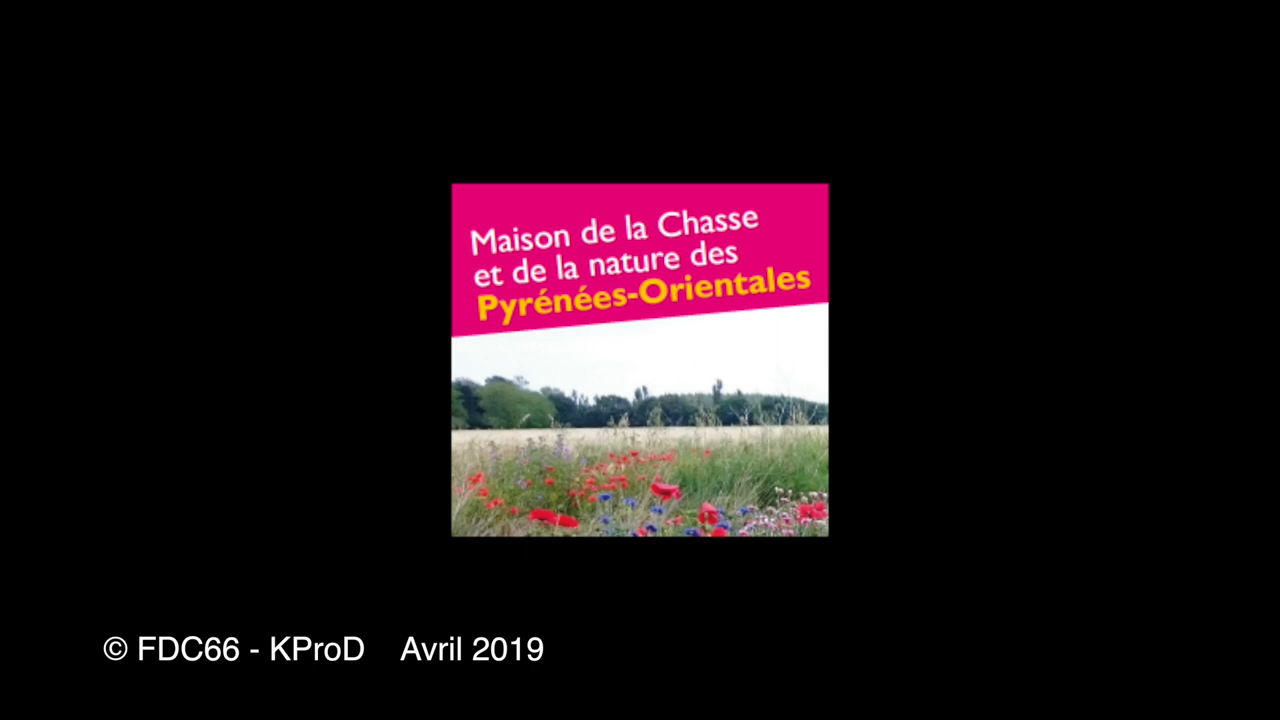 Maison de la Chasse
et de la nature des
Pyrénées-Orientales
© FDC66 - KProD    Avril 2019